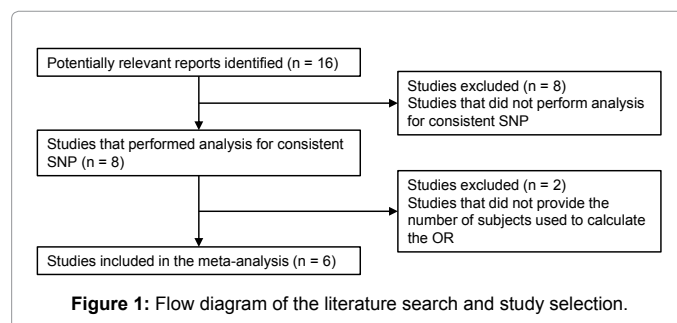 Potentially relevant reports identified (n = 16)
Studies excluded (n = 8)
Studies that did not perform analysis
for consistent SNP
Studies that performed analysis for consistent
SNP (n = 8)
Studies excluded (n = 2)
Studies that did not provide the
number of subjects used to calculate
the OR
Studies included in the meta-analysis (n = 6)
Figure 1: Flow diagram of the literature search and study selection.